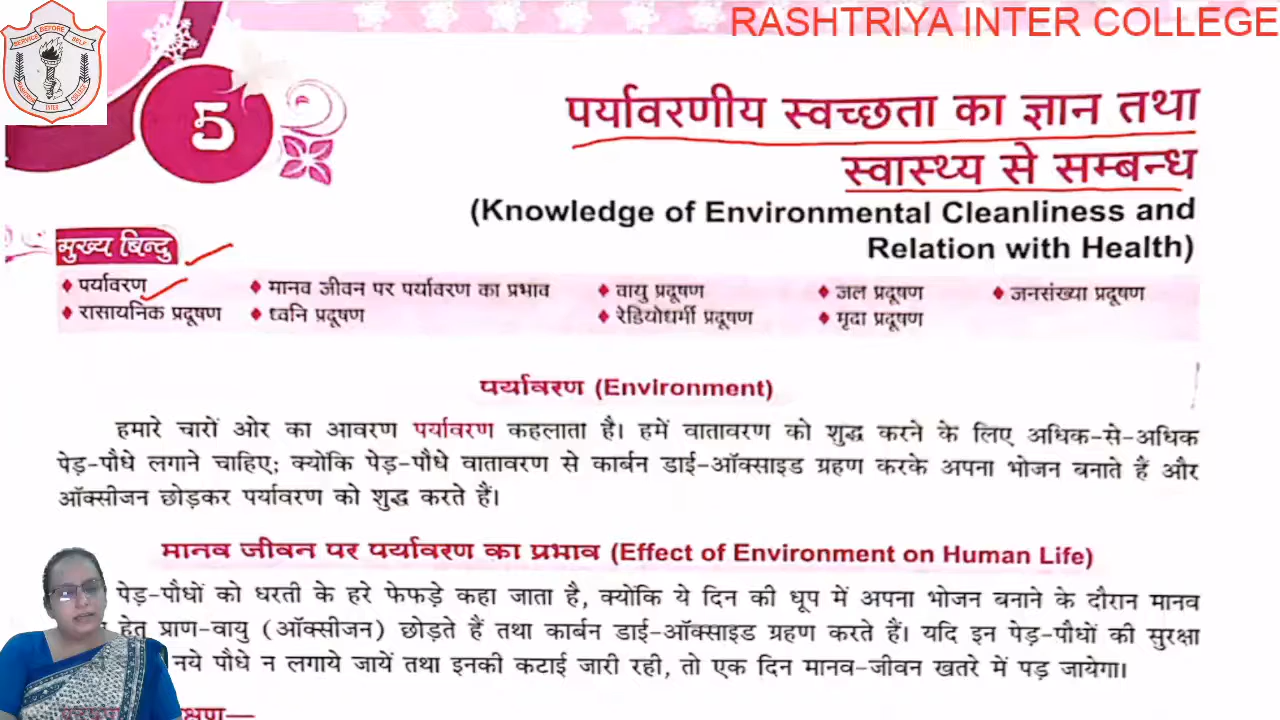 RASHTRIYA INTER COLLEGE
SERVICE BEFORE SELF
INTER
5
पर्यावरणीय स्वच्छता का ज्ञान तथा
स्वास्थ्य से सम्बन्ध
(Knowledge of Environmental Cleanliness and
Relation with Health)
मुख्य बिन्दु
♦ पर्यावरण ♦ मानव जीवन पर पर्यावरण का प्रभाव ♦ वायु प्रदूषण ♦ जल प्रदूषण ♦ जनसंख्या प्रदूषण
♦ रासायनिक प्रदूषण ♦ ध्वनि प्रदूषण ♦ रेडियोधर्मी प्रदूषण ♦ मृदा प्रदूषण
पर्यावरण (Environment)
हमारे चारों ओर का आवरण पर्यावरण कहलाता है। हमें वातावरण को शुद्ध करने के लिए अधिक-से-अधिक
पेड़-पौधे लगाने चाहिए; क्योंकि पेड़-पौधे वातावरण से कार्बन डाई-ऑक्साइड ग्रहण करके अपना भोजन बनाते हैं और
ऑक्सीजन छोड़कर पर्यावरण को शुद्ध करते हैं।
मानव जीवन पर पर्यावरण का प्रभाव (Effect of Environment on Human Life)
पेड़-पौधों को धरती के हरे फेफड़े कहा जाता है, क्योंकि ये दिन की धूप में अपना भोजन बनाने के दौरान मानव
हेतु प्राण-वायु (ऑक्सीजन) छोड़ते हैं तथा कार्बन डाई-ऑक्साइड ग्रहण करते हैं। यदि इन पेड़-पौधों की सुरक्षा
नये पौधे न लगाये जायें तथा इनकी कटाई जारी रही, तो एक दिन मानव-जीवन खतरे में पड़ जायेगा।